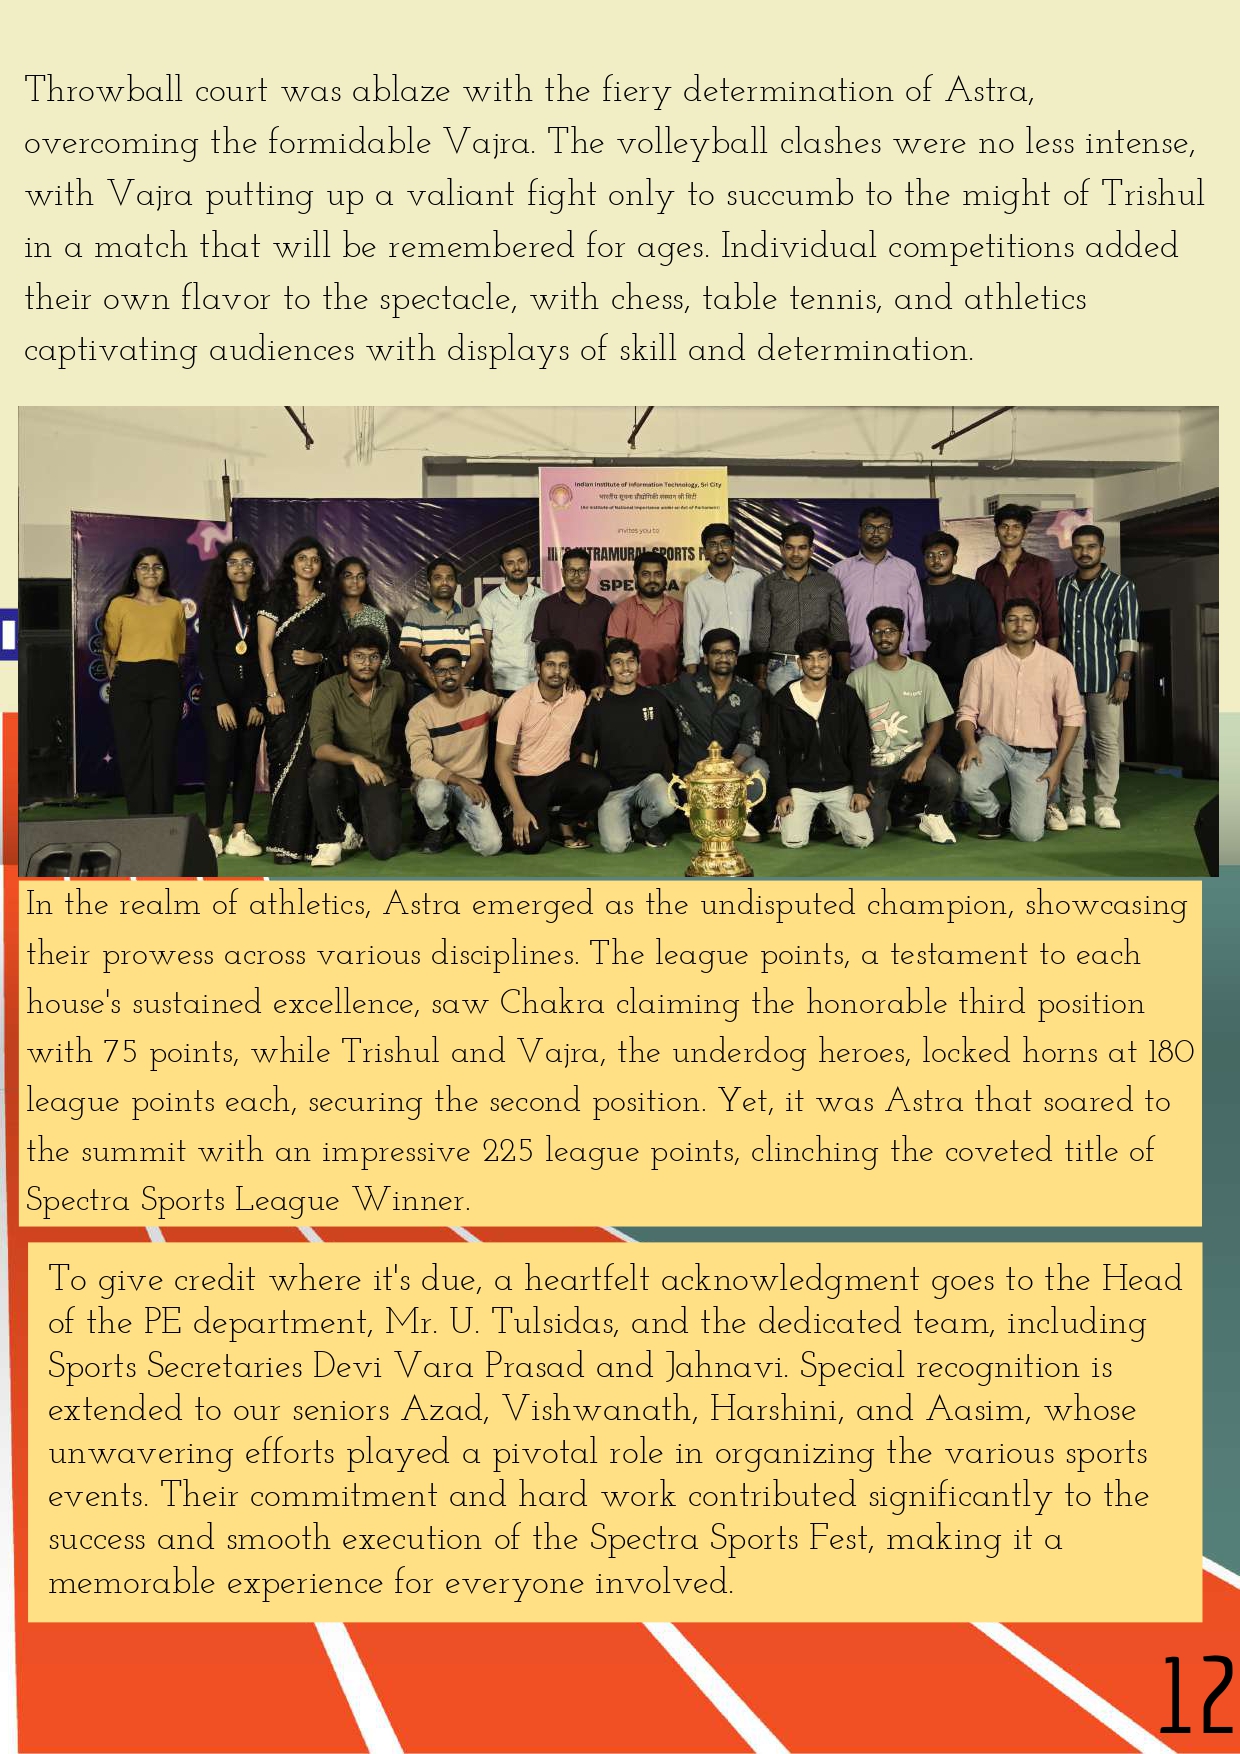 Throwball court was ablaze with the fiery determination of Astra,
overcoming the formidable Vajra. The volleyball clashes were no less intense,
with Vajra putting up a valiant fight only to succumb to the might of Trishul
in a match that will be remembered for ages. Individual competitions added
their own flavor to the spectacle, with chess, table tennis, and athletics
captivating audiences with displays of skill and determination.
Indian Institute of Information Technology, Sri City
भारतीय सूचना प्रौद्योगिकी संस्थान श्री सिटी
(An Institute of National Importance under an Act of Parliament)
invites you to
INTRAMURAL SPORTS
In the realm of athletics, Astra emerged as the undisputed champion, showcasing
their prowess across various disciplines. The league points, a testament to each
house's sustained excellence, saw Chakra claiming the honorable third position
with 75 points, while Trishul and Vajra, the underdog heroes, locked horns at 180
league points each, securing the second position. Yet, it was Astra that soared to
the summit with an impressive 225 league points, clinching the coveted title of
Spectra Sports League Winner.
To give credit where it's due, a heartfelt acknowledgment goes to the Head
of the PE department, Mr. U. Tulsidas, and the dedicated team, including
Sports Secretaries Devi Vara Prasad and Jahnavi. Special recognition is
extended to our seniors Azad, Vishwanath, Harshini, and Aasim, whose
unwavering efforts played a pivotal role in organizing the various sports
events. Their commitment and hard work contributed significantly to the
success and smooth execution of the Spectra Sports Fest, making it a
memorable experience for everyone involved.
12